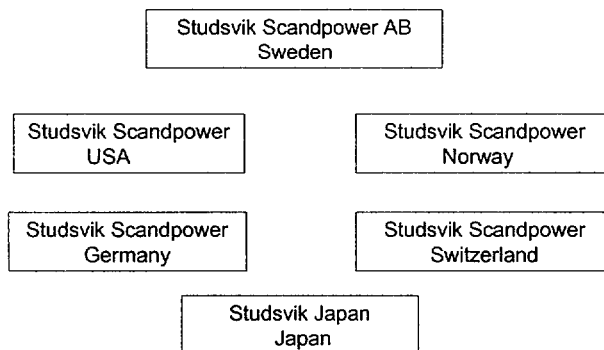 Studsvik Scandpower AB
Sweden
Studsvik Scandpower
USA
Studsvik Scandpower
Norway
Studsvik Scandpower
Germany
Studsvik Scandpower
Switzerland
Studsvik Japan
Japan